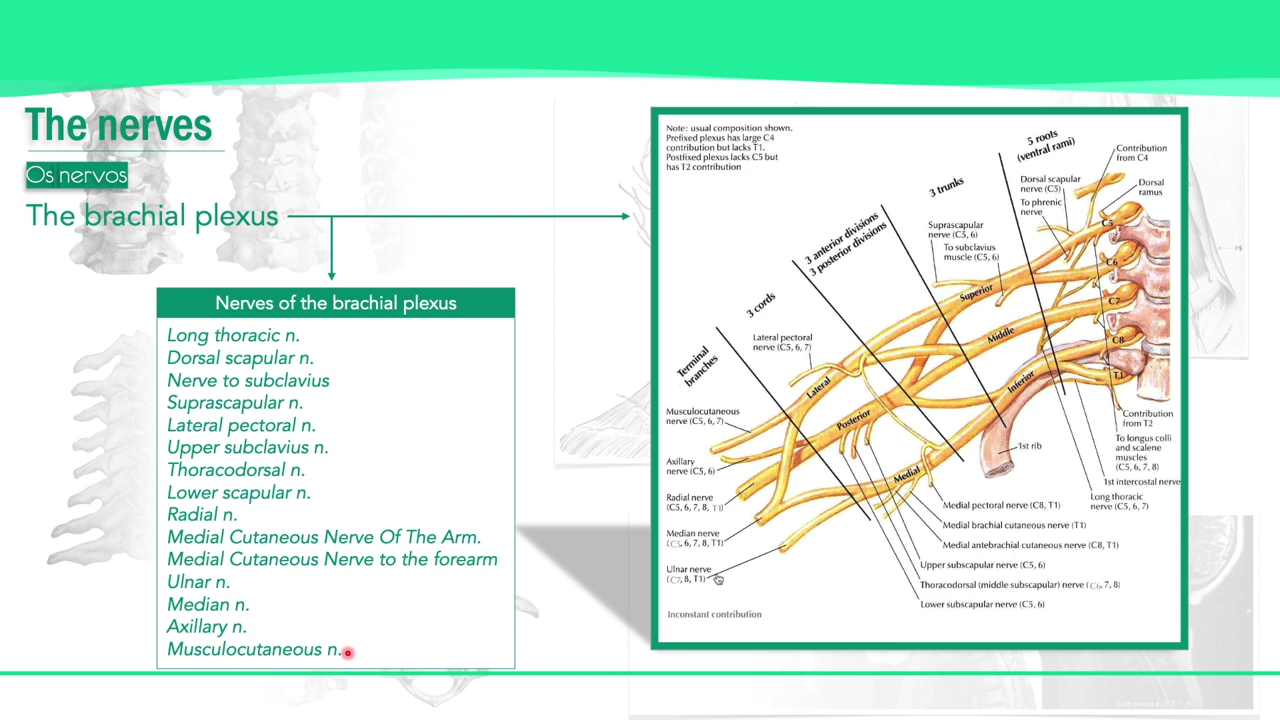 The nerves
Os nervos
The brachial plexus
Nerves of the brachial plexus
Long thoracic n.
Dorsal scapular n.
Nerve to subclavius
Suprascapular n.
Lateral pectoral n.
Upper subclavius n.
Thoracodorsal n.
Lower scapular n.
Radial n.
Medial Cutaneous Nerve Of The Arm.
Medial Cutaneous Nerve to the forearm
Ulnar n.
Median n.
Axillary n.
Musculocutaneous n.
Note: usual composition shown.
Prefixed plexus has large C4
contribution but lacks T1.
Postfixed plexus lacks C5 but
has T2 contribution
5 roots
(ventral rami)
3 trunks
3 anterior divisions
3 posterior divisions
3 cords
Terminal
branches
Contribution
from C4
Dorsal
ramus
Dorsal scapular
nerve (C5)
To phrenic
nerve
Suprascapular
nerve (C5, 6)
To subclavius
muscle (C5, 6)
C5
C6
C7
C8
T1
Superior
Middle
Inferior
Lateral pectoral
nerve (C5, 6, 7)
Lateral
Posterior
Medial
Musculocutaneous
nerve (C5, 6, 7)
Axillary
nerve (C5, 6)
Radial nerve
(C5, 6, 7, 8, T1)
Median nerve
(C5, 6, 7, 8, T1)
Ulnar nerve
(C7, 8, T1)
1st rib
Contribution
from T2
To longus colli
and scalene
muscles
(C5, 6, 7, 8)
1st intercostal nerve
Long thoracic
nerve (C5, 6, 7)
Medial pectoral nerve (C8, T1)
Medial brachial cutaneous nerve (T1)
Medial antebrachial cutaneous nerve (C8, T1)
Upper subscapular nerve (C5, 6)
Thoracodorsal (middle subscapular) nerve (C6, 7, 8)
Lower subscapular nerve (C5, 6)
Inconstant contribution